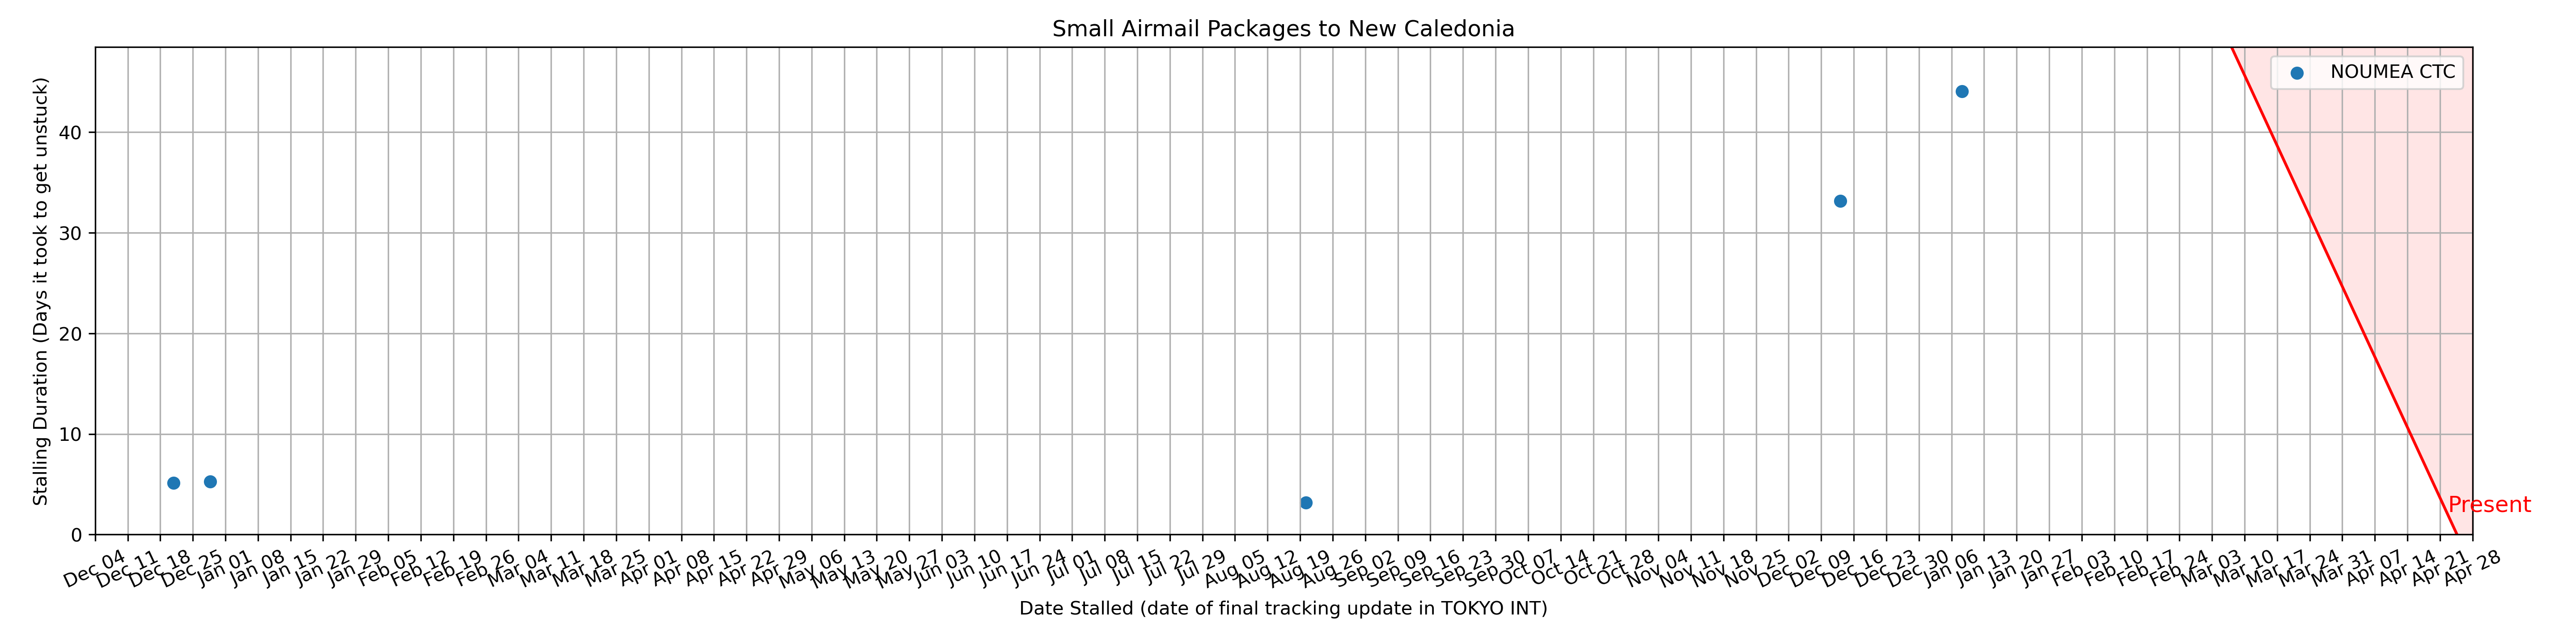 Small Airmail Packages to New Caledonia
NOUMEA CTC
Stalling Duration (Days it took to get unstuck)
40
30
20
10
0
Present
Dec 04 Dec 11 Dec 18 Dec 25 Jan 01 Jan 08 Jan 15 Jan 22 Jan 29 Feb 05 Feb 12 Feb 19 Feb 26 Mar 04 Mar 11 Mar 18 Mar 25 Apr 01 Apr 08 Apr 15 Apr 22 Apr 29 May 06 May 13 May 20 May 27 Jun 03 Jun 10 Jun 17 Jun 24 Jul 01 Jul 08 Jul 15 Jul 22 Jul 29 Aug 05 Aug 12 Aug 19 Aug 26 Sep 02 Sep 09 Sep 16 Sep 23 Sep 30 Oct 07 Oct 14 Oct 21 Oct 28 Nov 04 Nov 11 Nov 18 Nov 25 Dec 02 Dec 09 Dec 16 Dec 23 Dec 30 Jan 06 Jan 13 Jan 20 Jan 27 Feb 03 Feb 10 Feb 17 Feb 24 Mar 03 Mar 10 Mar 17 Mar 24 Mar 31 Apr 07 Apr 14 Apr 21 Apr 28
Date Stalled (date of final tracking update in TOKYO INT)